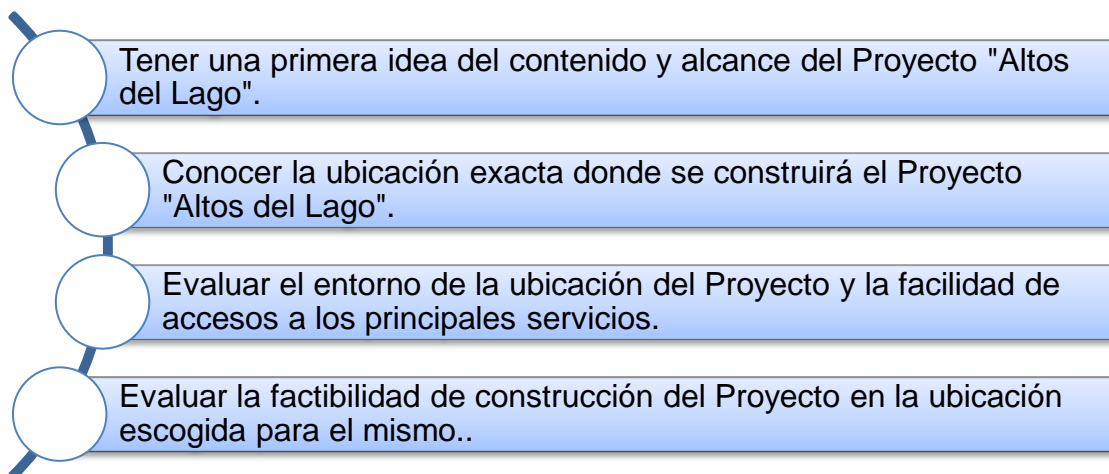 Tener una primera idea del contenido y alcance del Proyecto "Altos
del Lago".
Conocer la ubicación exacta donde se construirá el Proyecto
"Altos del Lago".
Evaluar el entorno de la ubicación del Proyecto y la facilidad de
accesos a los principales servicios.
Evaluar la factibilidad de construcción del Proyecto en la ubicación
escogida para el mismo..